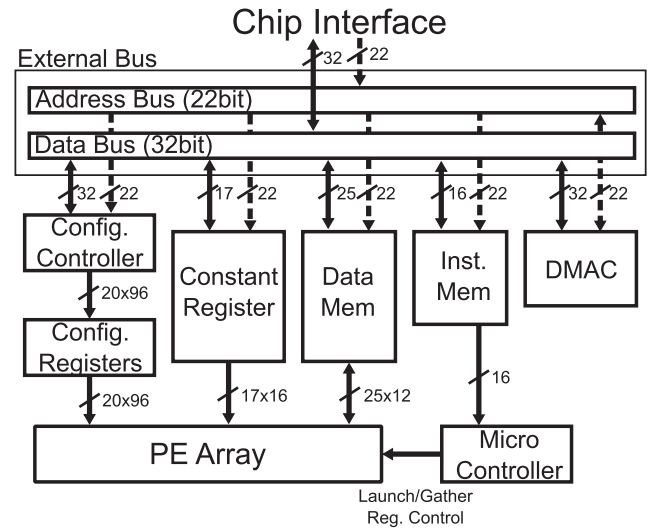 Chip Interface
External Bus
32
22
Address Bus (22bit)
Data Bus (32bit)
32
22
17
22
25
22
16
22
32
22
Config.
Controller
Constant
Register
Data
Mem
Inst.
Mem
DMAC
20x96
Config.
Registers
20x96
17x16
25x12
16
PE Array
Micro
Controller
Launch/Gather
Reg. Control